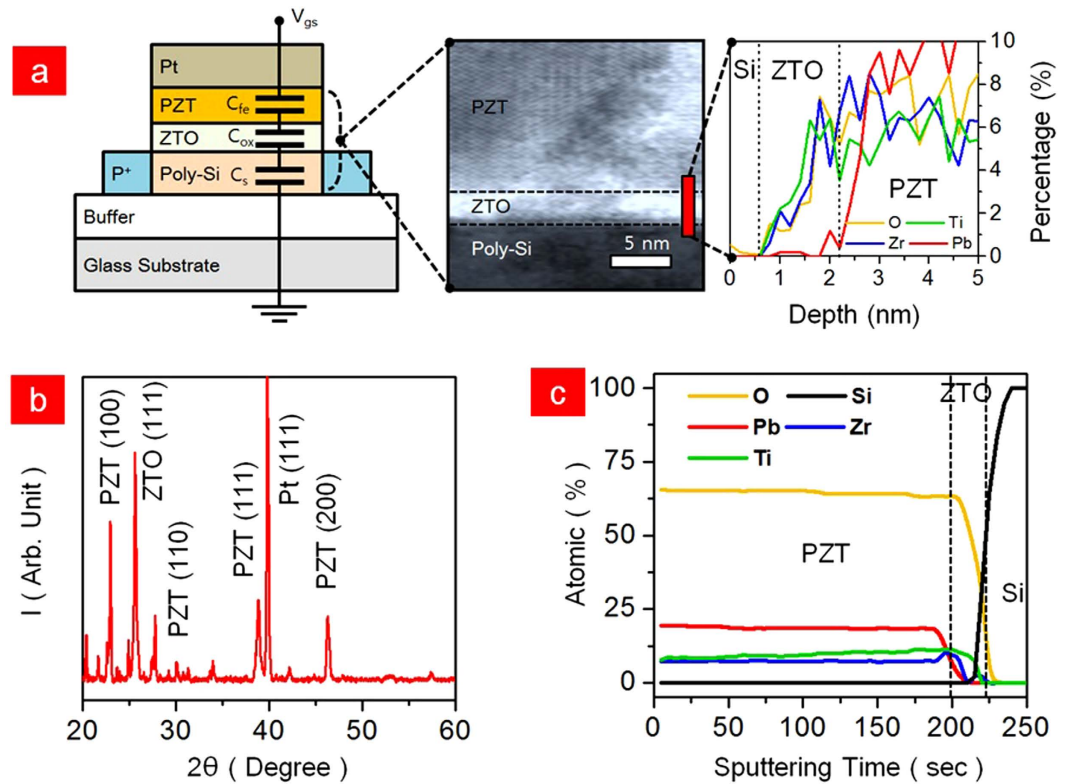 a
V_gs
Pt
PZT C_fe
ZTO C_ox
P⁺ Poly-Si C_s
Buffer
Glass Substrate
PZT
ZTO
Poly-Si
5 nm
Si ZTO
PZT
O Ti
Zr Pb
0 1 2 3 4 5
Depth (nm)
10
8
6
4
2
0
Percentage (%)
b
PZT (100)
ZTO (111)
PZT (110)
PZT (111)
Pt (111)
PZT (200)
I ( Arb. Unit )
20 30 40 50 60
2θ ( Degree )
c
100
75
50
25
0
Atomic ( % )
O Si
Pb Zr
Ti
ZTO
PZT
Si
0 50 100 150 200 250
Sputtering Time ( sec )